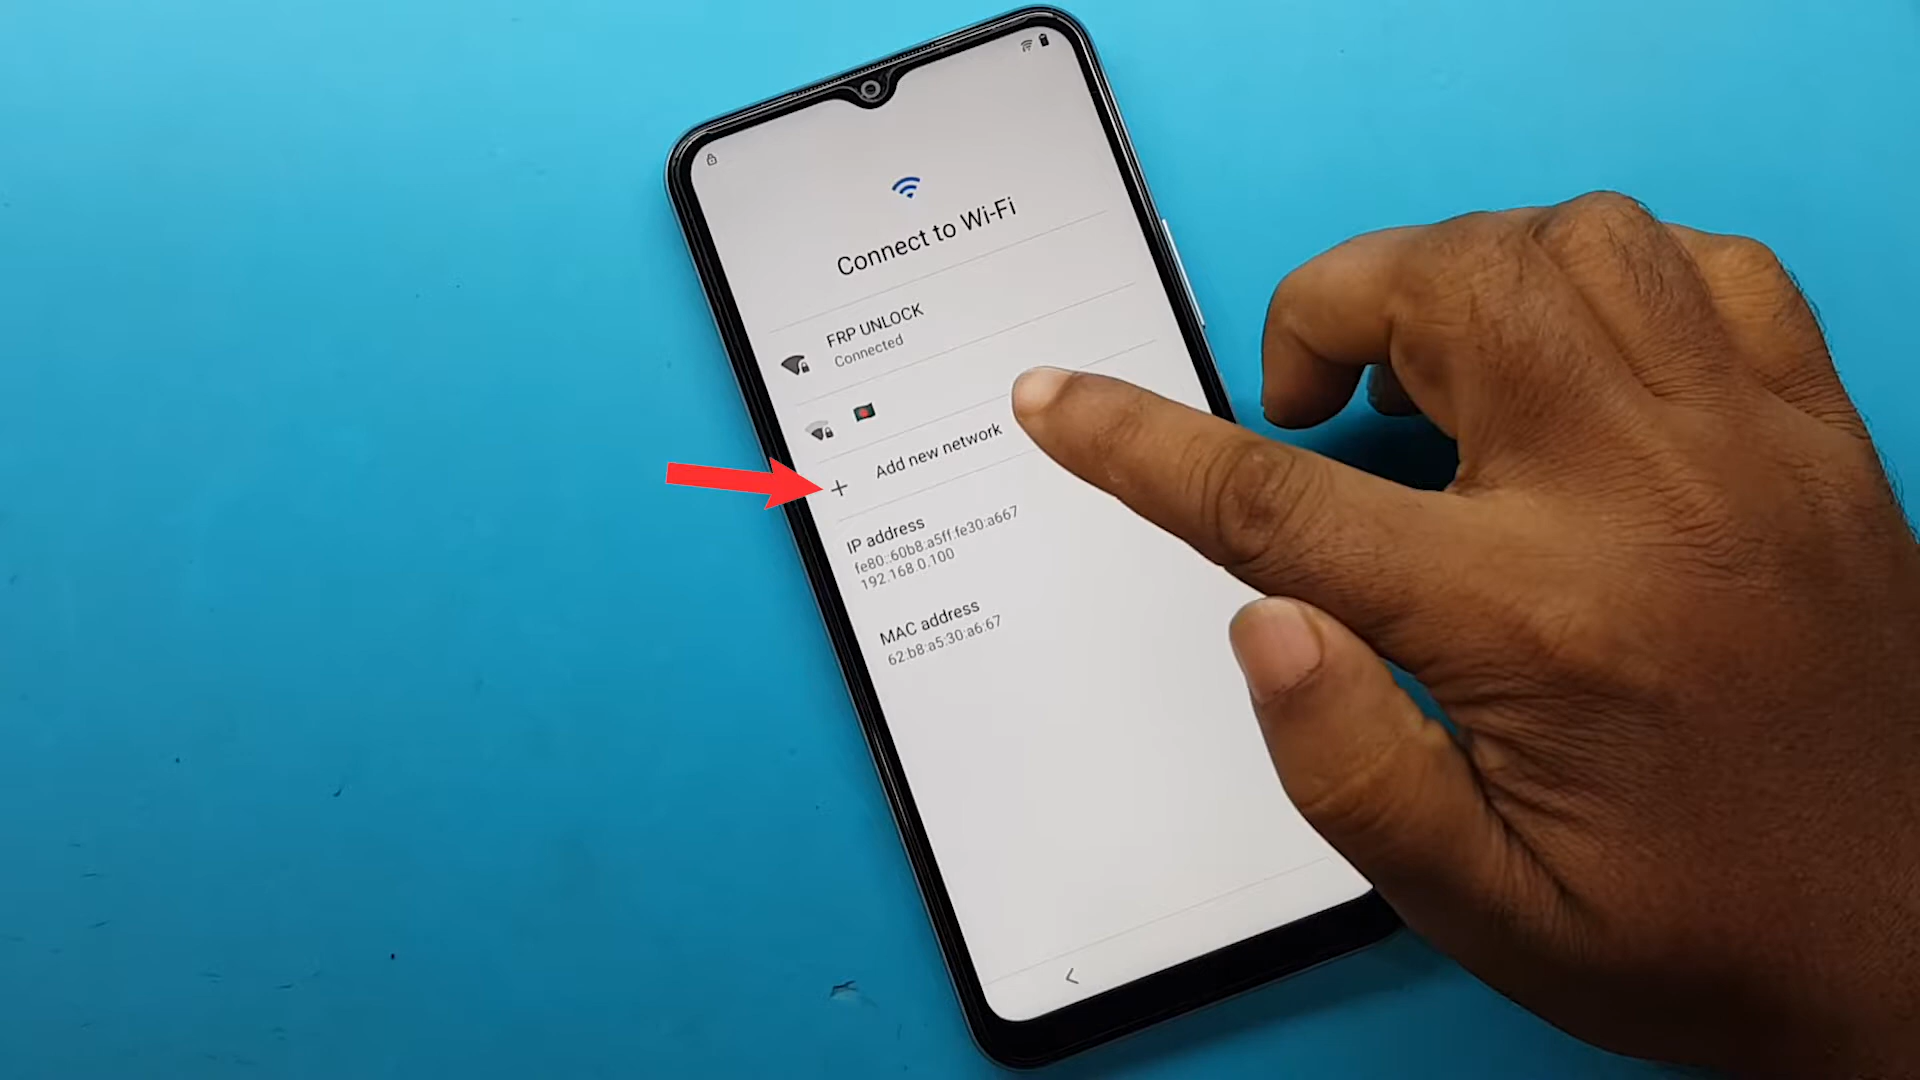 Connect to Wi-Fi
FRP UNLOCK
Connected
Add new network
IP address
fe80::60b8:a5ff:fe30:a667
192.168.0.100
MAC address
62:b8:a5:30:a6:67